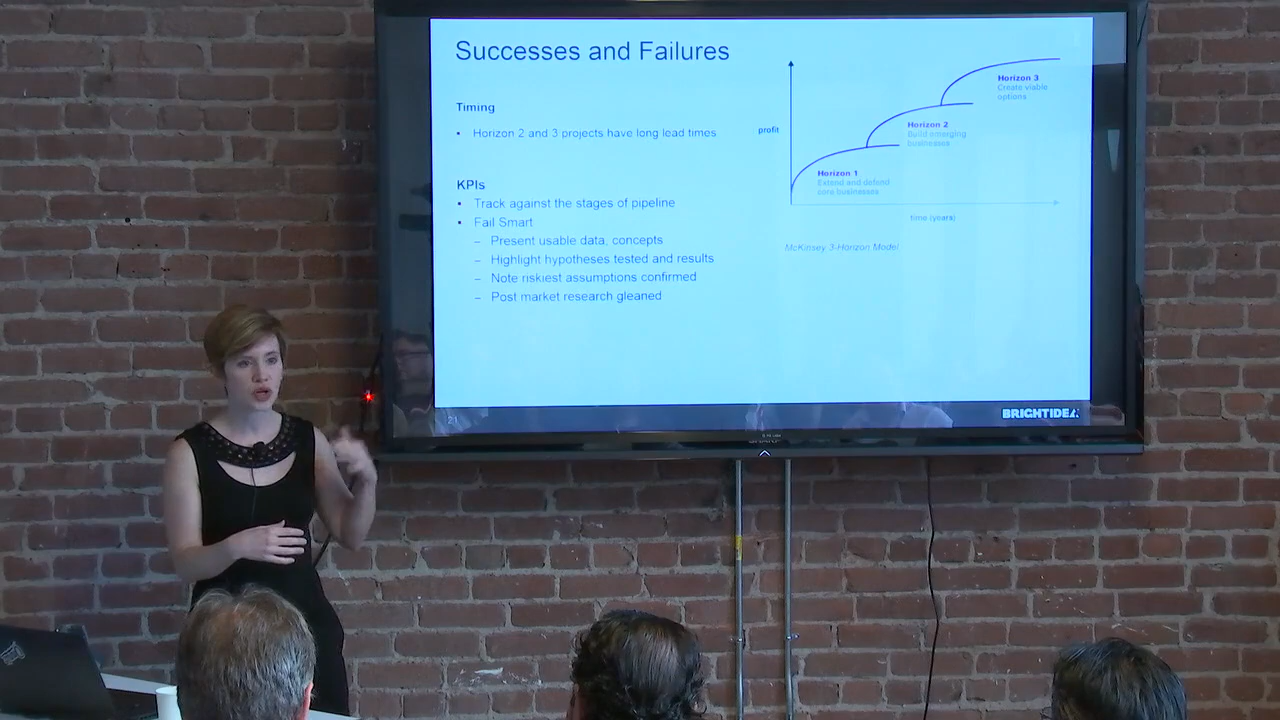 Successes and Failures
Timing
• Horizon 2 and 3 projects have long lead times
KPIs
• Track against the stages of pipeline
• Fail Smart
– Present usable data, concepts
– Highlight hypotheses tested and results
– Note riskiest assumptions confirmed
– Post market research gleaned
profit
Horizon 3
Create viable
options
Horizon 2
Build emerging
businesses
Horizon 1
Extend and defend
core businesses
time (years)
McKinsey 3-Horizon Model
21
BRIGHTIDEA